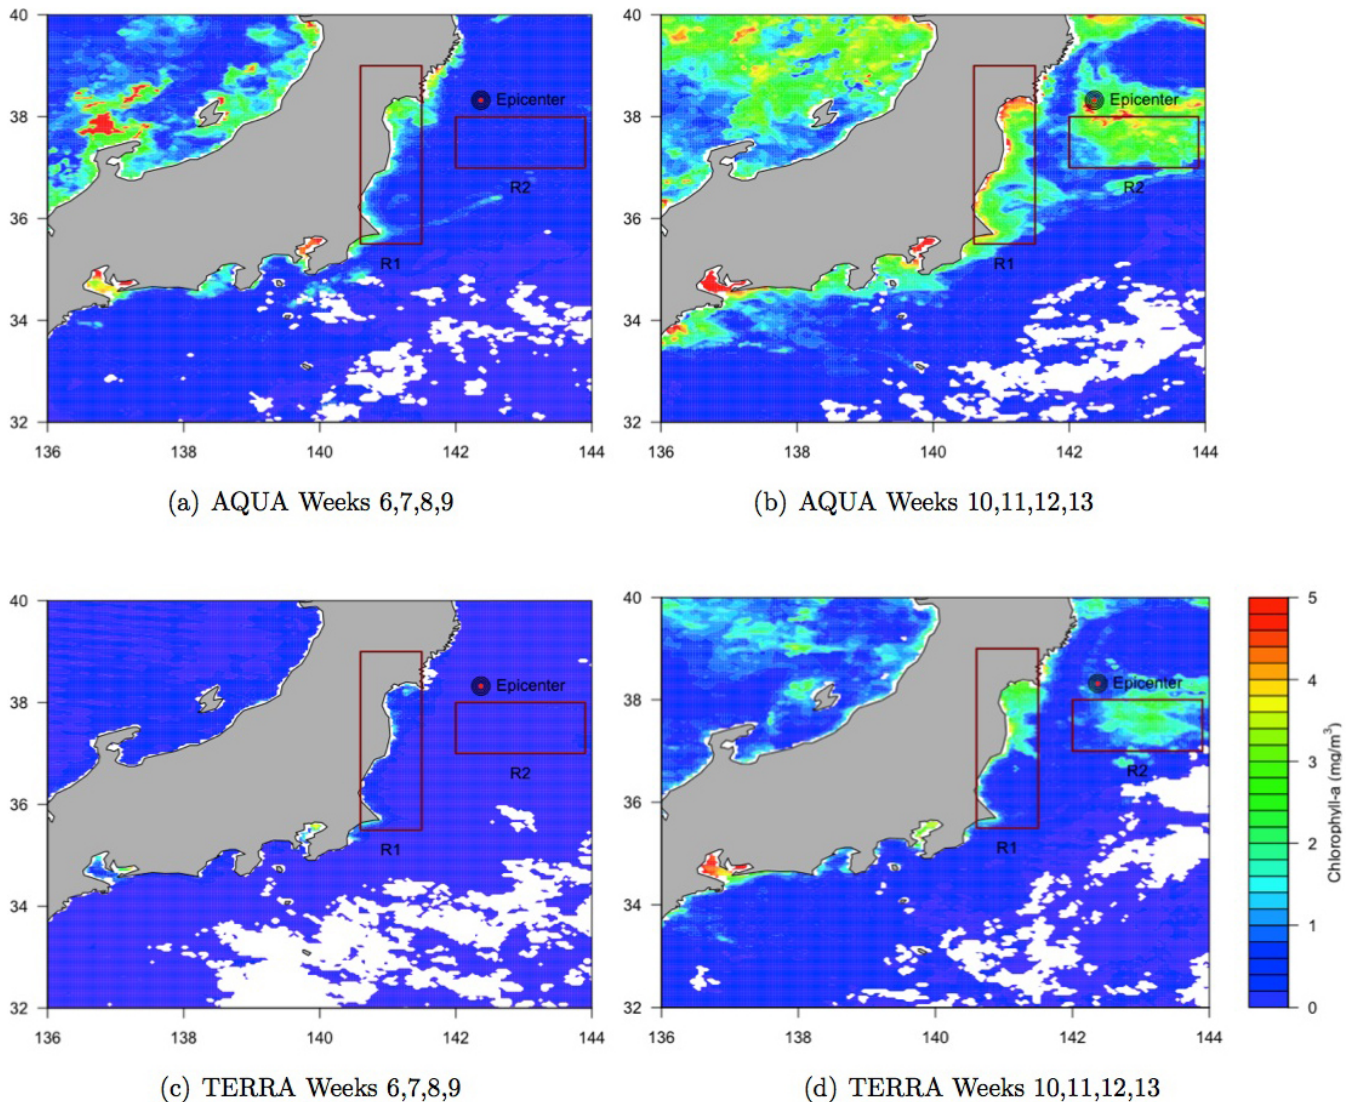 40
38
36
34
32
136
138
140
142
144
Epicenter
R2
R1
(a) AQUA Weeks 6,7,8,9
40
38
36
34
32
136
138
140
142
144
Epicenter
R2
R1
(b) AQUA Weeks 10,11,12,13
40
38
36
34
32
136
138
140
142
144
Epicenter
R2
R1
(c) TERRA Weeks 6,7,8,9
40
38
36
34
32
136
138
140
142
144
Epicenter
R2
R1
(d) TERRA Weeks 10,11,12,13
5
4
3
2
1
0
Chlorophyll-a (mg/m³)